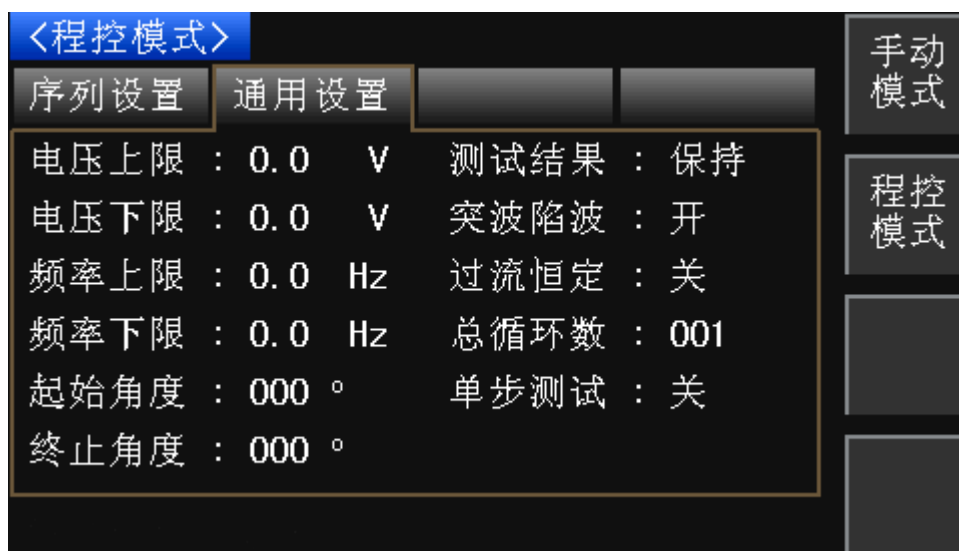 <程控模式>
序列设置 通用设置
电压上限 : 0.0 V 测试结果 : 保持
电压下限 : 0.0 V 突波陷波 : 开
频率上限 : 0.0 Hz 过流恒定 : 关
频率下限 : 0.0 Hz 总循环数 : 001
起始角度 : 000 ° 单步测试 : 关
终止角度 : 000 °
手动
模式
程控
模式